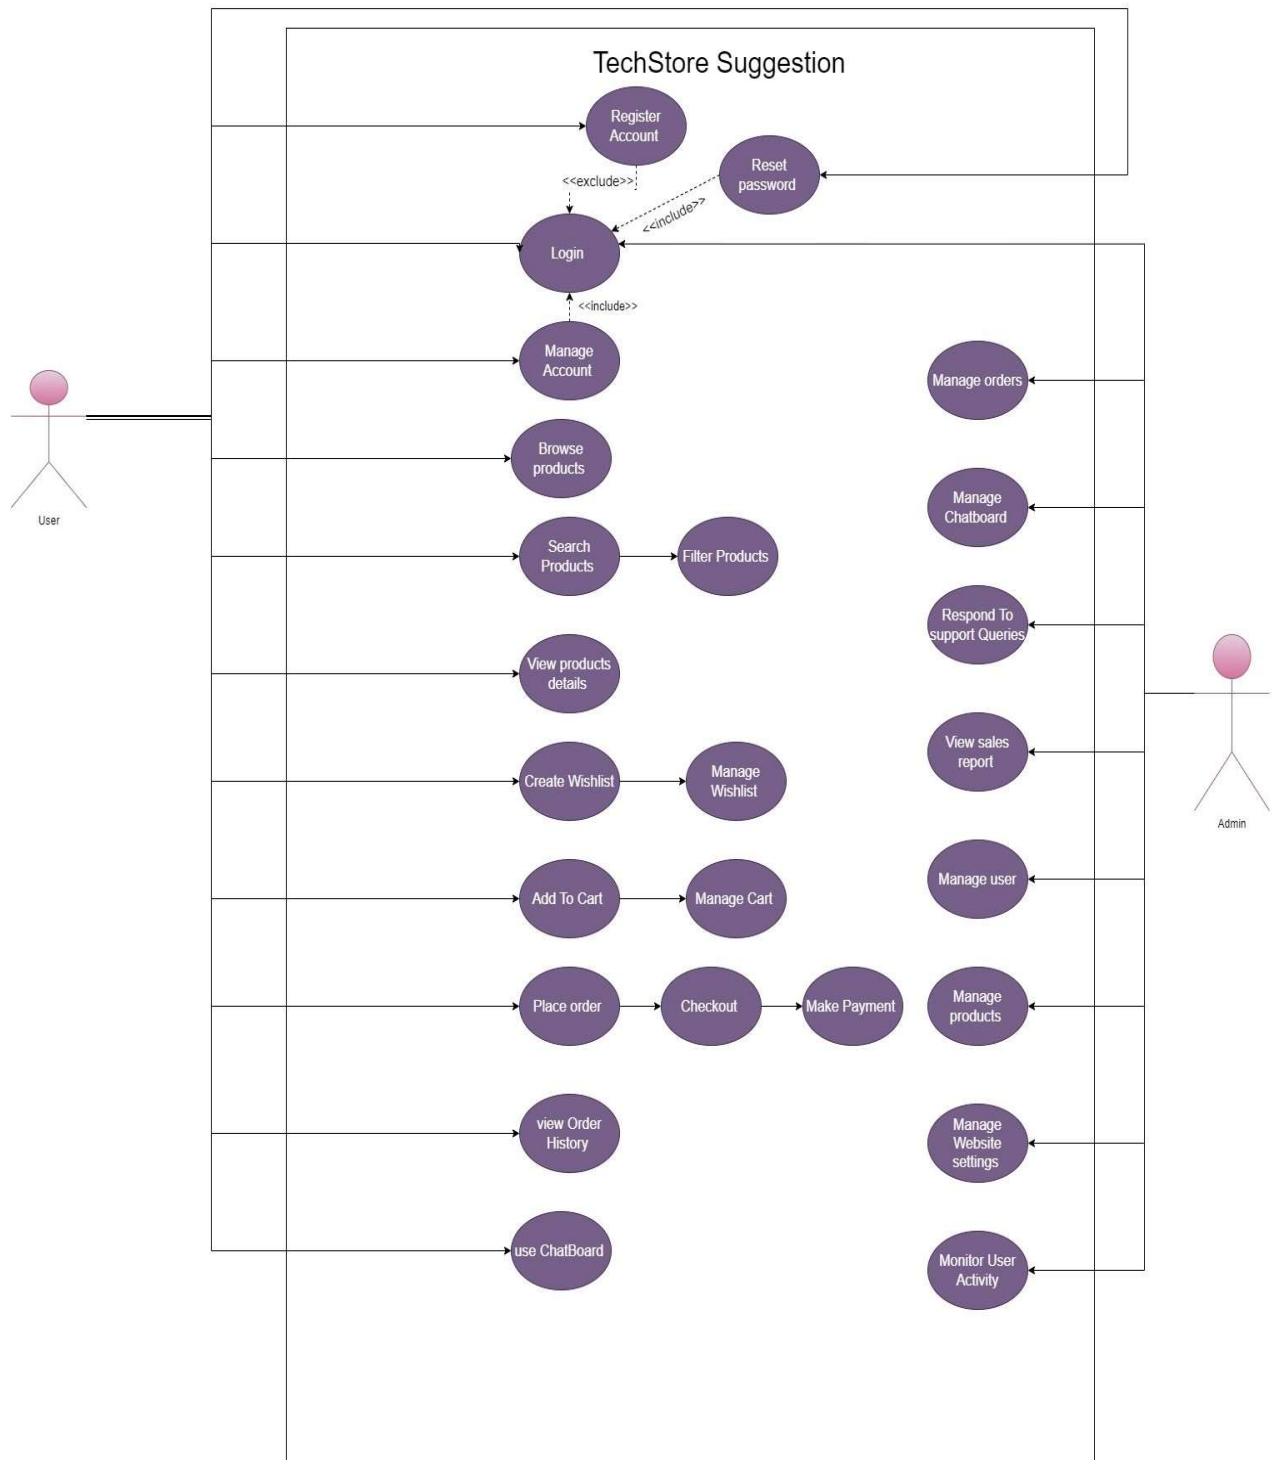 TechStore Suggestion
Register
Account
Reset
password
<<exclude>>
<<include>>
Login
<<include>>
Manage
Account
Manage orders
Browse
products
User
Manage
Chatboard
Search
Products
Filter Products
Respond To
support Queries
View products
details
View sales
report
Create Wishlist
Manage
Wishlist
Admin
Add To Cart
Manage Cart
Manage user
Place order
Checkout
Make Payment
Manage
products
view Order
History
Manage
Website
settings
use ChatBoard
Monitor User
Activity